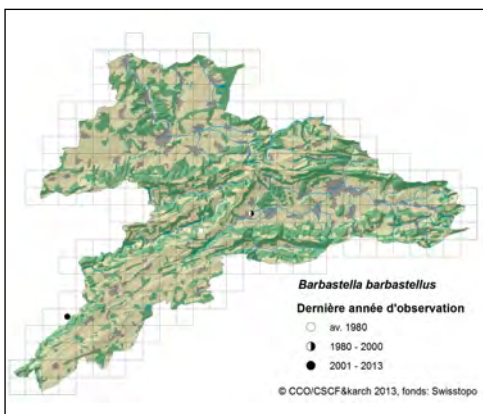 Barbastella barbastellus
Dernière année d'observation
av. 1980
1980 - 2000
2001 - 2013
© CCO/CSCF&karch 2013, fonds: Swisstopo